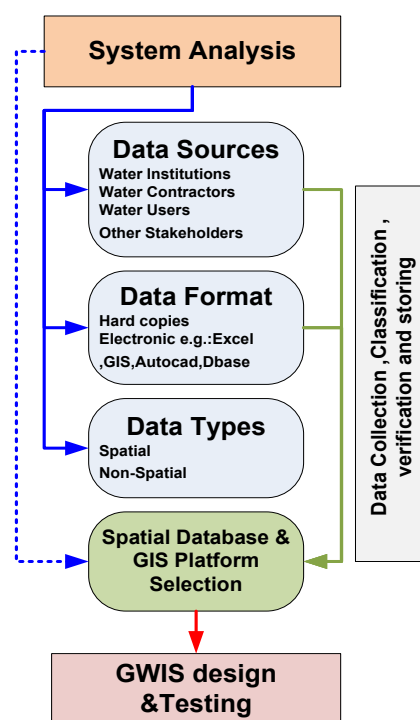 System Analysis
Data Sources
Water Institutions
Water Contractors
Water Users
Other Stakeholders
Data Format
Hard copies
Electronic e.g.:Excel
,GIS,Autocad,Dbase
Data Types
Spatial
Non-Spatial
Spatial Database &
GIS Platform
Selection
GWIS design
&Testing
Data Collection ,Classification ,
verification and storing